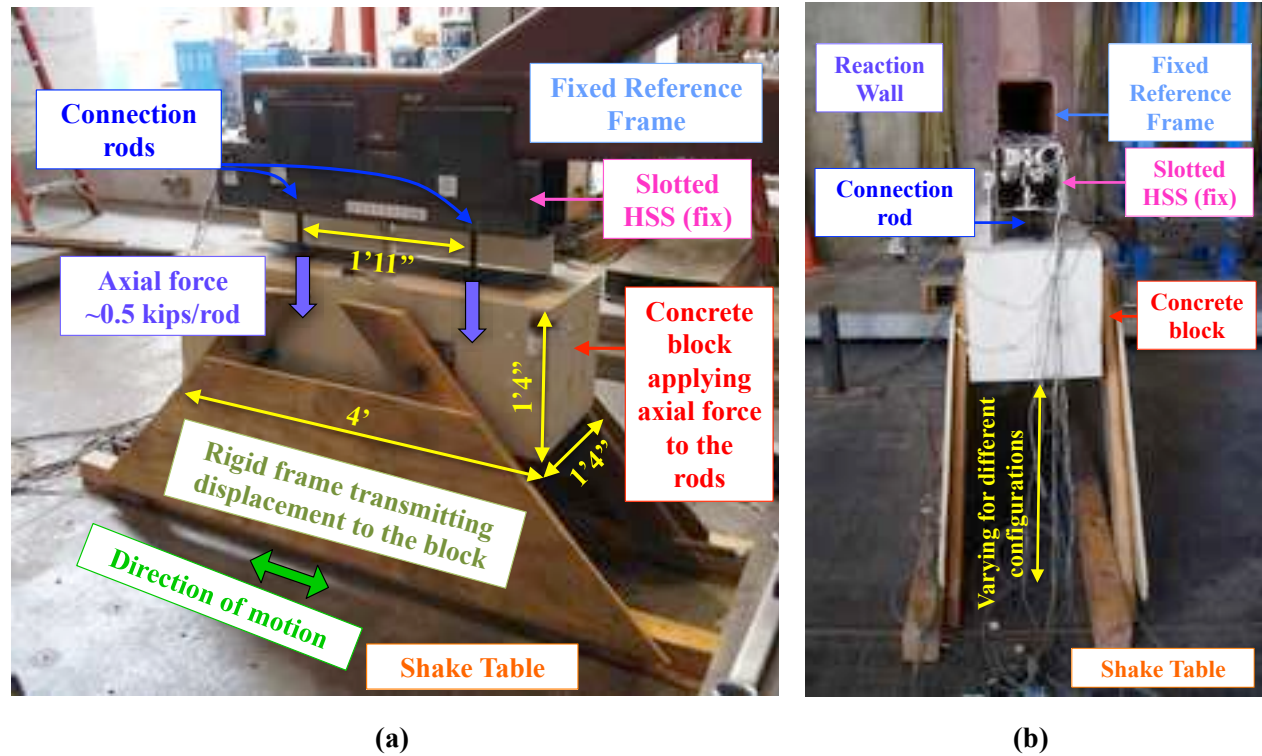 Connection
rods
Fixed Reference
Frame
Slotted
HSS (fix)
1’11”
Axial force
~0.5 kips/rod
Concrete
block
applying
axial force
to the
rods
1’4”
4’
1’4”
Rigid frame transmitting
displacement to the block
Direction of motion
Shake Table
(a)
Reaction
Wall
Fixed
Reference
Frame
Slotted
HSS (fix)
Connection
rod
Concrete
block
Varying for different
configurations
Shake Table
(b)